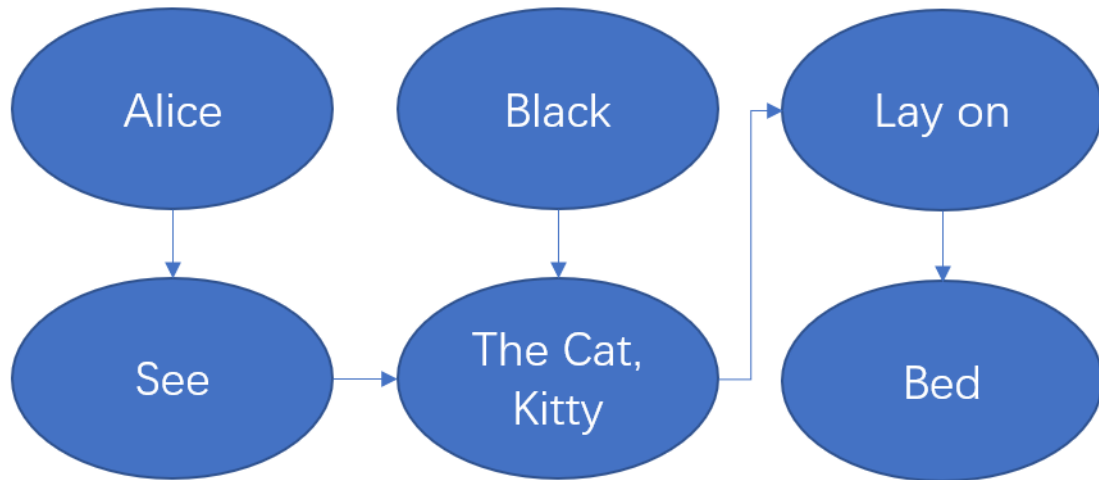 Alice
Black
Lay on
See
The Cat,
Kitty
Bed